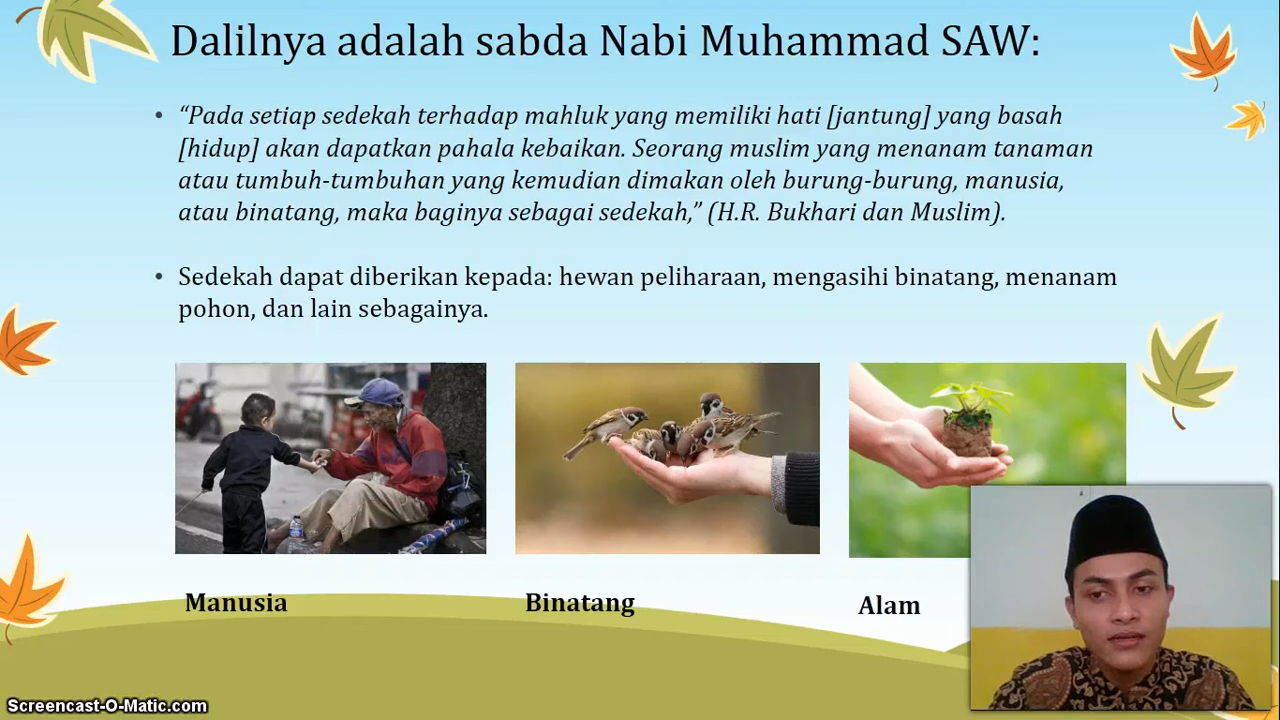 Dalilnya adalah sabda Nabi Muhammad SAW:
• “Pada setiap sedekah terhadap mahluk yang memiliki hati [jantung] yang basah
[hidup] akan dapatkan pahala kebaikan. Seorang muslim yang menanam tanaman
atau tumbuh-tumbuhan yang kemudian dimakan oleh burung-burung, manusia,
atau binatang, maka baginya sebagai sedekah,” (H.R. Bukhari dan Muslim).
• Sedekah dapat diberikan kepada: hewan peliharaan, mengasihi binatang, menanam
pohon, dan lain sebagainya.
Manusia
Binatang
Alam
Screencast-O-Matic.com